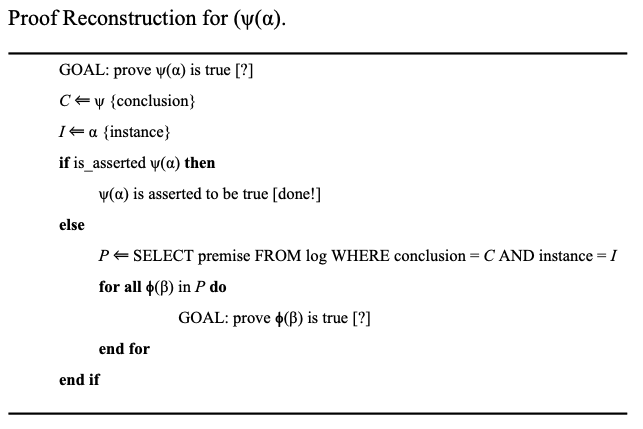 Proof Reconstruction for (ψ(α).
GOAL: prove ψ(α) is true [?]
C ⇐ ψ {conclusion}
I ⇐ α {instance}
if is_asserted ψ(α) then
ψ(α) is asserted to be true [done!]
else
P ⇐ SELECT premise FROM log WHERE conclusion = C AND instance = I
for all ϕ(β) in P do
GOAL: prove ϕ(β) is true [?]
end for
end if